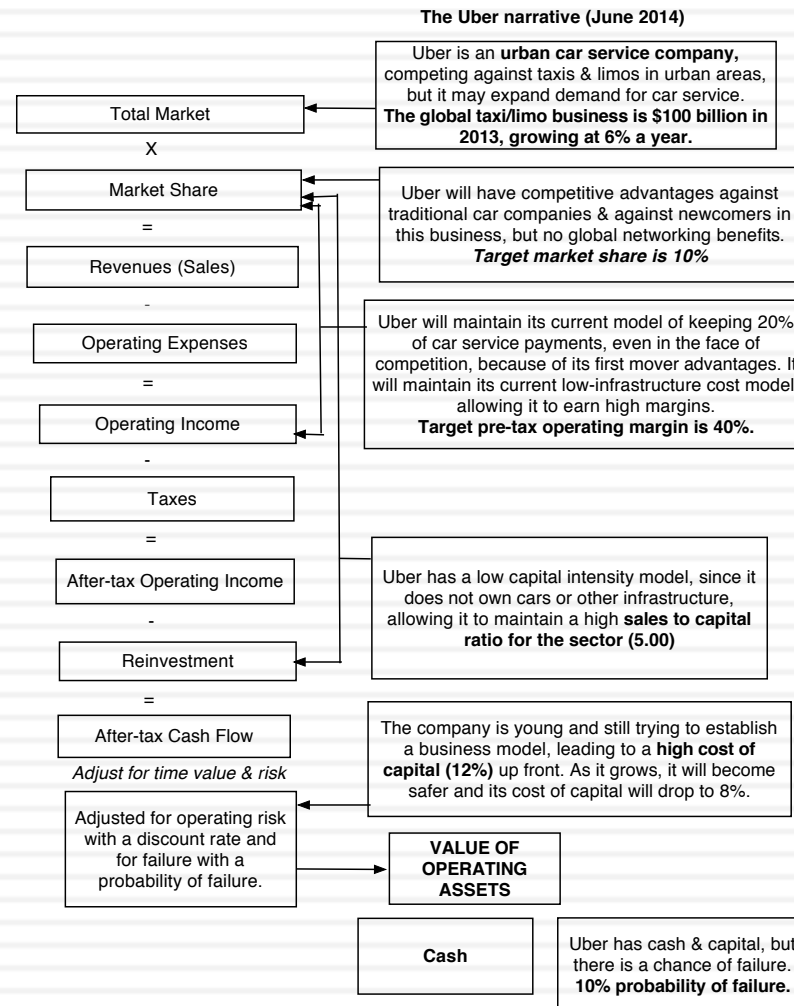 The Uber narrative (June 2014)
Uber is an urban car service company,
competing against taxis & limos in urban areas,
but it may expand demand for car service.
The global taxi/limo business is $100 billion in
2013, growing at 6% a year.
Total Market
X
Market Share
Uber will have competitive advantages against
traditional car companies & against newcomers in
this business, but no global networking benefits.
Target market share is 10%
=
Revenues (Sales)
-
Operating Expenses
Uber will maintain its current model of keeping 20%
of car service payments, even in the face of
competition, because of its first mover advantages. It
will maintain its current low-infrastructure cost model,
allowing it to earn high margins.
Target pre-tax operating margin is 40%.
=
Operating Income
-
Taxes
=
After-tax Operating Income
Uber has a low capital intensity model, since it
does not own cars or other infrastructure,
allowing it to maintain a high sales to capital
ratio for the sector (5.00)
-
Reinvestment
=
After-tax Cash Flow
The company is young and still trying to establish
a business model, leading to a high cost of
capital (12%) up front. As it grows, it will become
safer and its cost of capital will drop to 8%.
Adjust for time value & risk
Adjusted for operating risk
with a discount rate and
for failure with a
probability of failure.
VALUE OF
OPERATING
ASSETS
Cash
Uber has cash & capital, but
there is a chance of failure.
10% probability of failure.